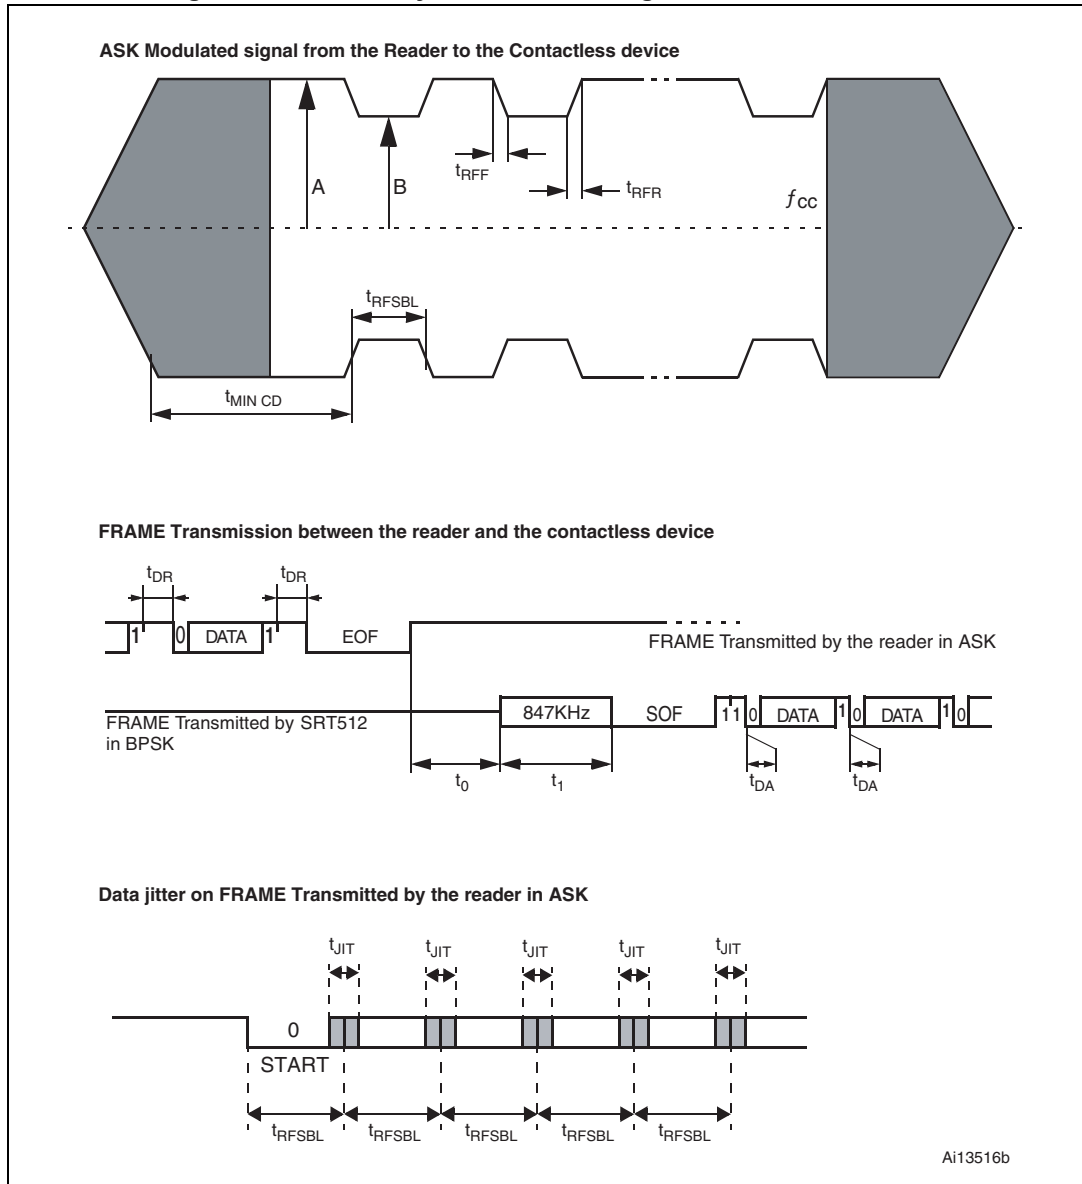 ASK Modulated signal from the Reader to the Contactless device
A
B
tRFF
tRFR
ƒcc
tRFSBL
tMIN CD
FRAME Transmission between the reader and the contactless device
tDR
tDR
1
0
DATA
1
EOF
FRAME Transmitted by the reader in ASK
FRAME Transmitted by SRT512
in BPSK
847KHz
SOF
1 1 0 DATA 1 0 DATA 1 0
t0
t1
tDA
tDA
Data jitter on FRAME Transmitted by the reader in ASK
tJIT tJIT tJIT tJIT tJIT
0
START
tRFSBL tRFSBL tRFSBL tRFSBL tRFSBL
Ai13516b